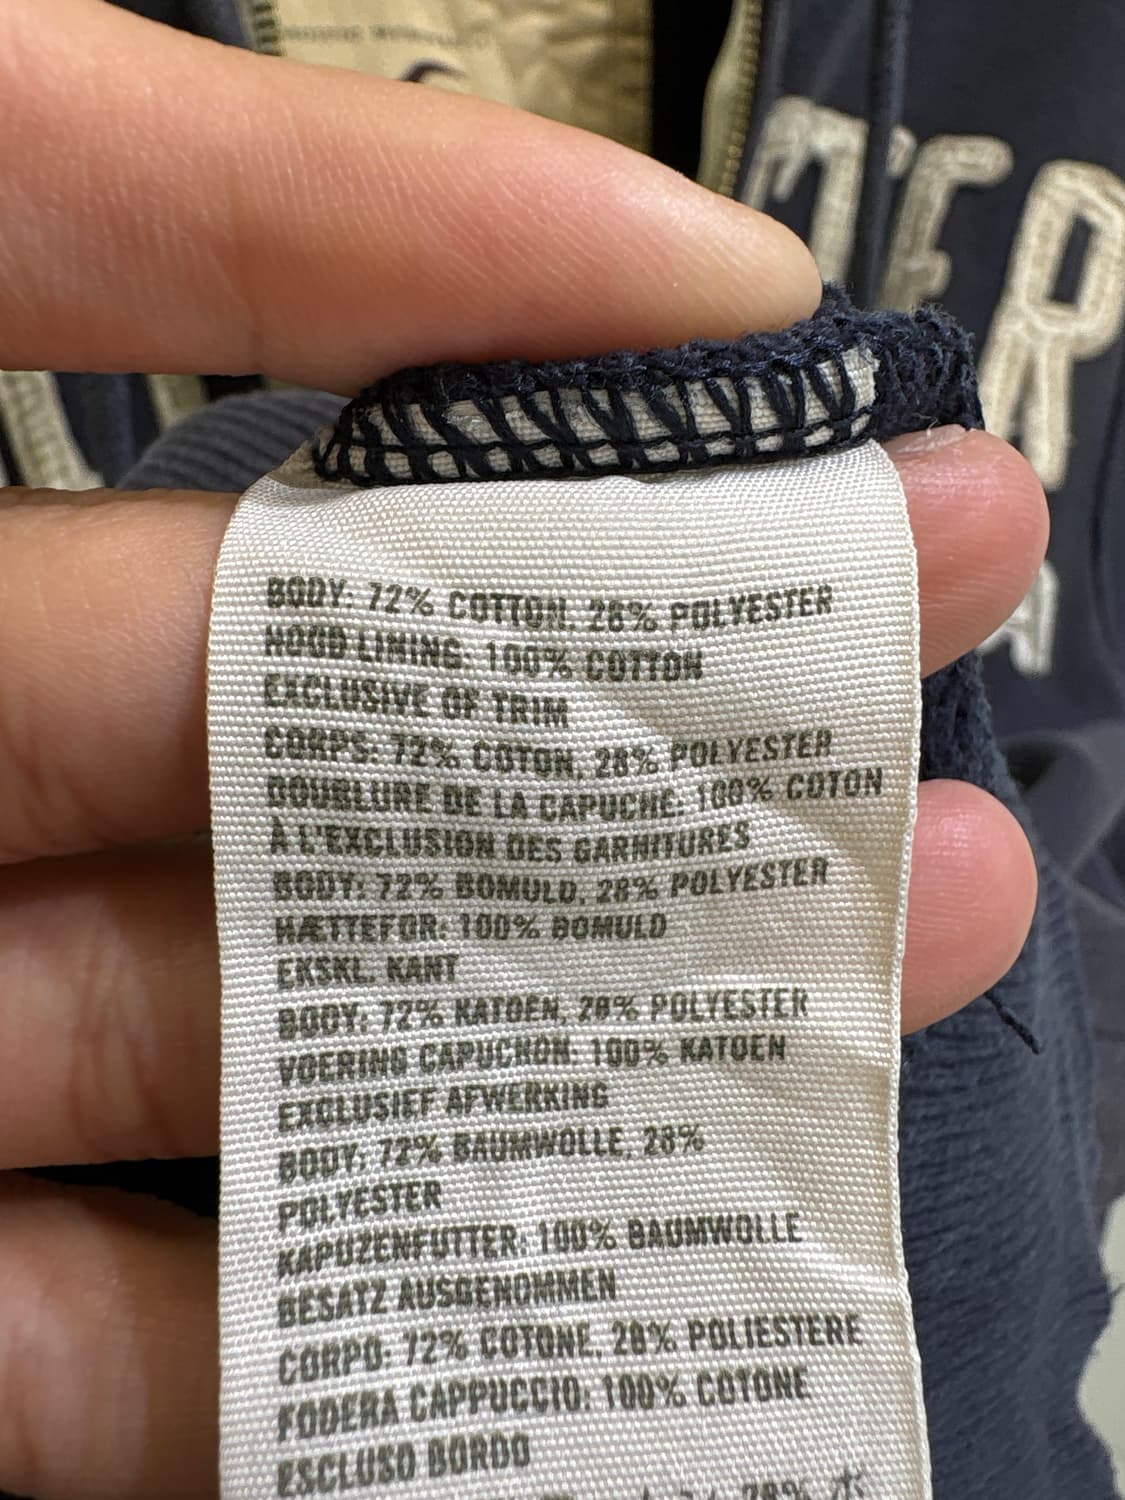 BODY: 72% COTTON, 28% POLYESTER
HOOD LINING: 100% COTTON
EXCLUSIVE OF TRIM
CORPS: 72% COTON, 28% POLYESTER
DOUBLURE DE LA CAPUCHE: 100% COTON
À L'EXCLUSION DES GARNITURES
BODY: 72% BOMULD, 28% POLYESTER
HÆTTEFOR: 100% BOMULD
EKSKL. KANT
BODY: 72% KATOEN, 28% POLYESTER
VOERING CAPUCHON: 100% KATOEN
EXCLUSIEF AFWERKING
BODY: 72% BAUMWOLLE, 28%
POLYESTER
KAPUZENFUTTER: 100% BAUMWOLLE
BESATZ AUSGENOMMEN
CORPO: 72% COTONE, 28% POLIESTERE
FODERA CAPPUCCIO: 100% COTONE
ESCLUSO BORDO
28%